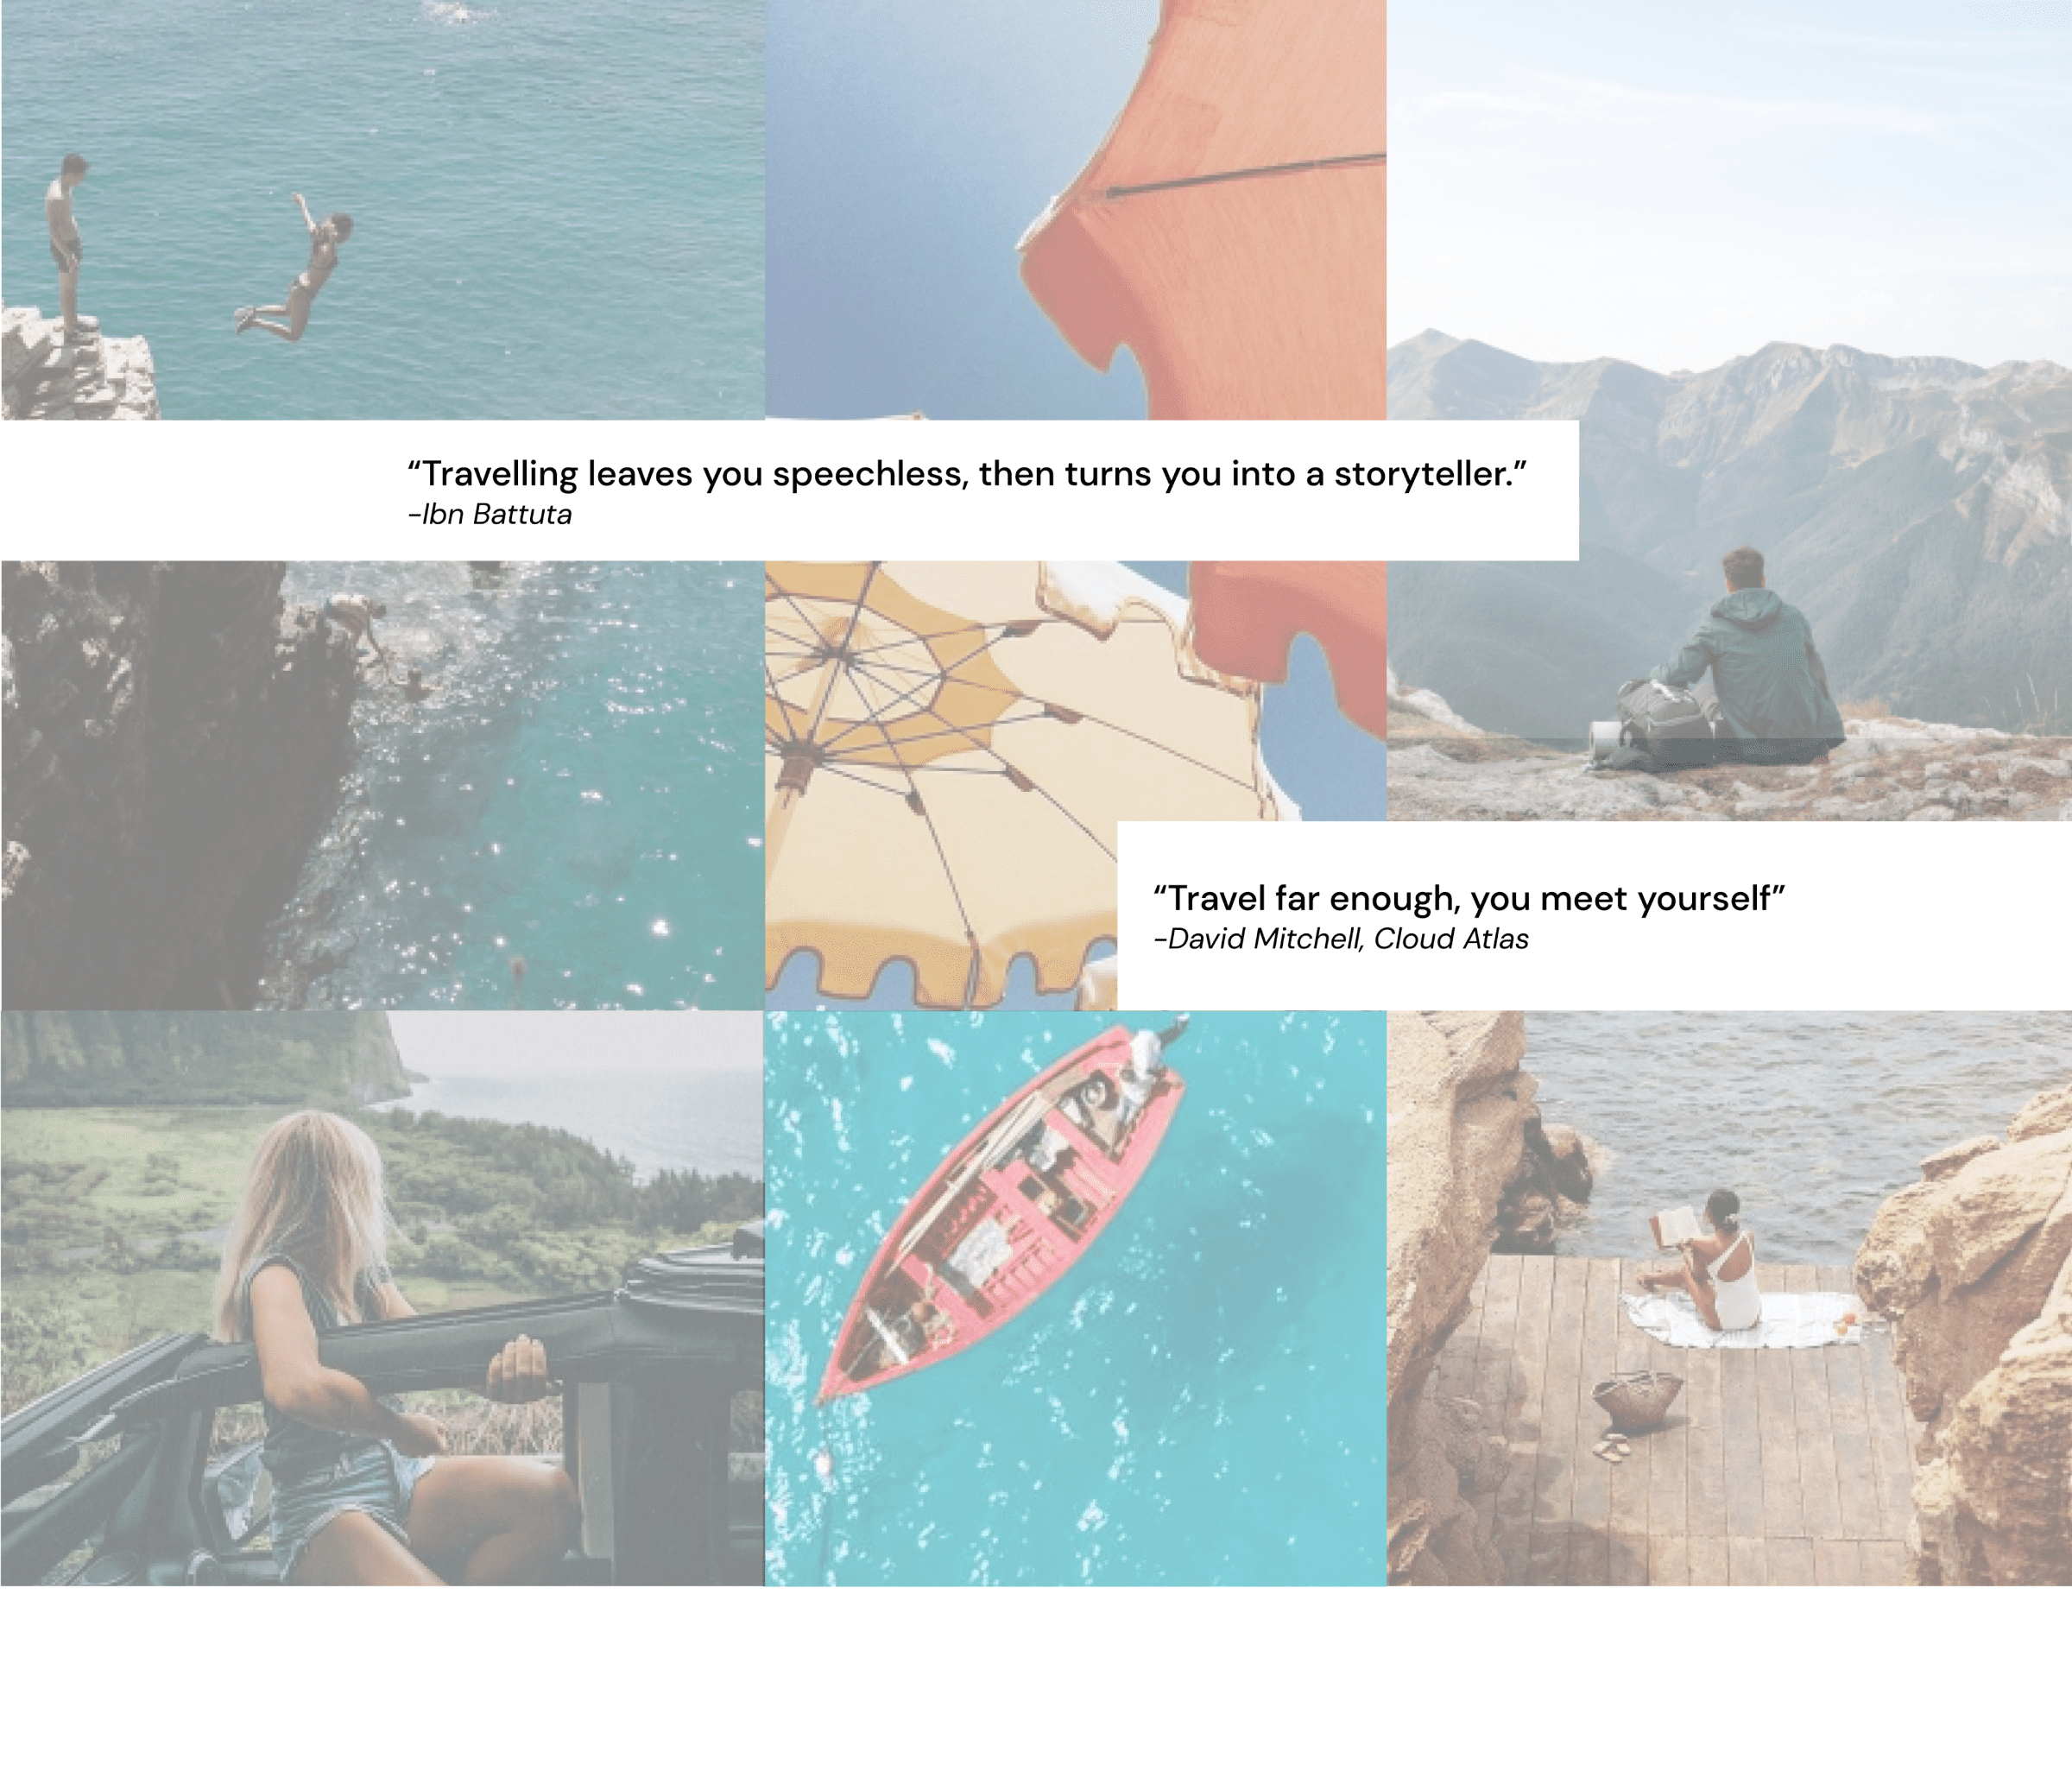 “Travelling leaves you speechless, then turns you into a storyteller.”
-Ibn Battuta
“Travel far enough, you meet yourself”
-David Mitchell, Cloud Atlas